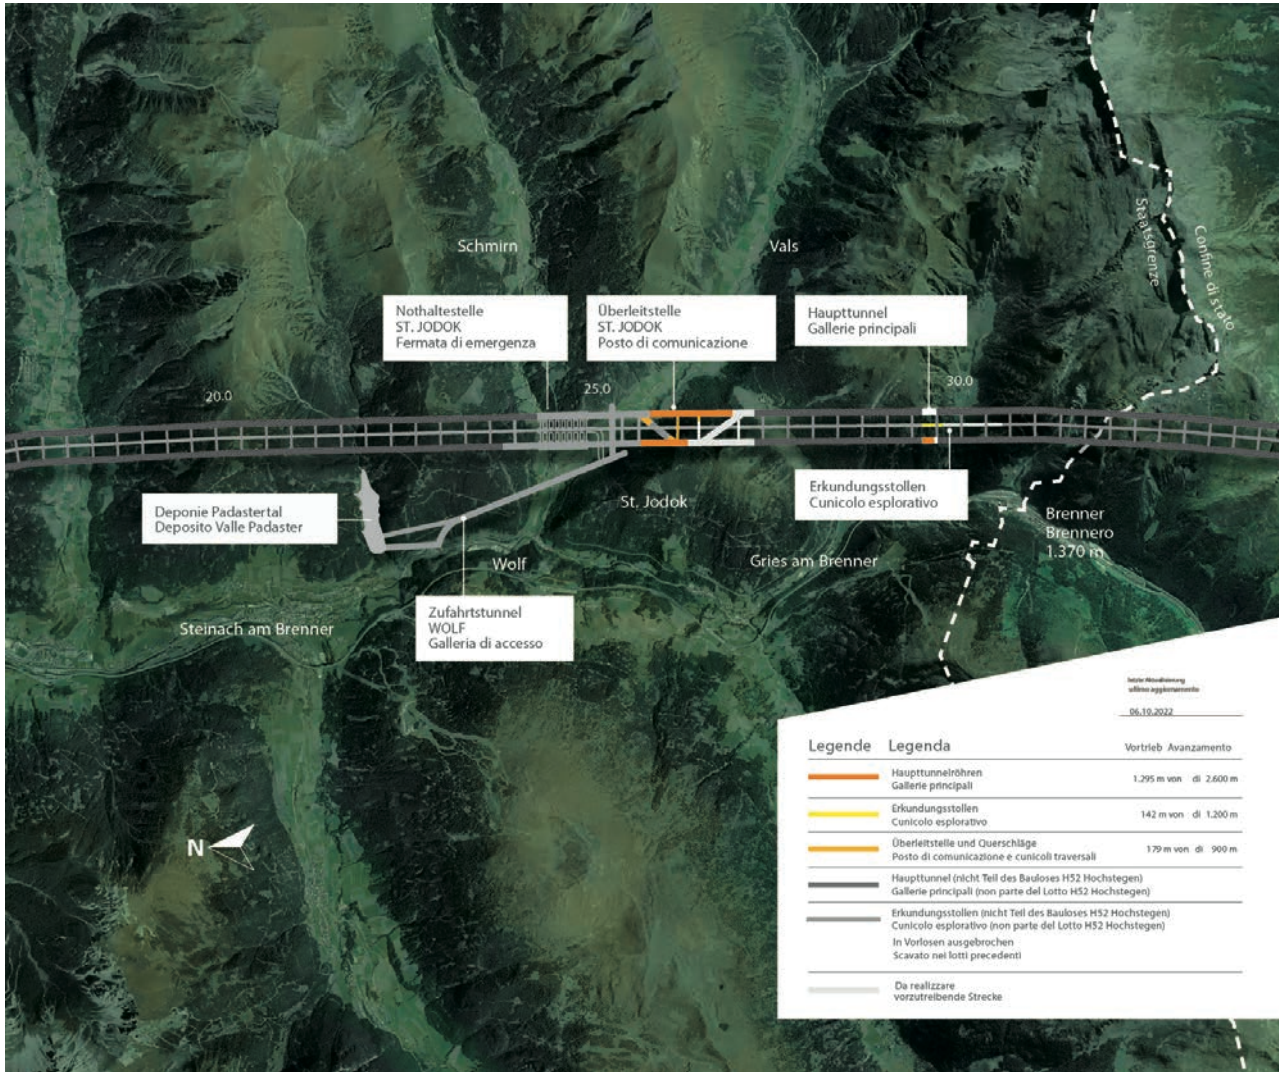 Schmirn
Vals
Staatsgrenze
Confine di stato
Nothaltestelle
ST. JODOK
Fermata di emergenza
Überleitstelle
ST. JODOK
Posto di comunicazione
Haupttunnel
Gallerie principali
20.0
25,0
30.0
Deponie Padastertal
Deposito Valle Padaster
St. Jodok
Erkundungsstollen
Cunicolo esplorativo
Brenner
Brennero
1.370 m
Wolf
Gries am Brenner
Zufahrtstunnel
WOLF
Galleria di accesso
Steinach am Brenner
N
letzte Aktualisierung
ultimo aggiornamento
06.10.2022
Legende Legenda
Vortrieb Avanzamento
Haupttunnelröhren
Gallerie principali
1.295 m von di 2.600 m
Erkundungsstollen
Cunicolo esplorativo
142 m von di 1.200 m
Überleitstelle und Querschläge
Posto di comunicazione e cunicoli traversali
179 m von di 900 m
Haupttunnel (nicht Teil des Bauloses H52 Hochstegen)
Gallerie principali (non parte del Lotto H52 Hochstegen)
Erkundungsstollen (nicht Teil des Bauloses H52 Hochstegen)
Cunicolo esplorativo (non parte del Lotto H52 Hochstegen)
In Vorlosen ausgebrochen
Scavato nei lotti precedenti
Da realizzare
vorzutreibende Strecke